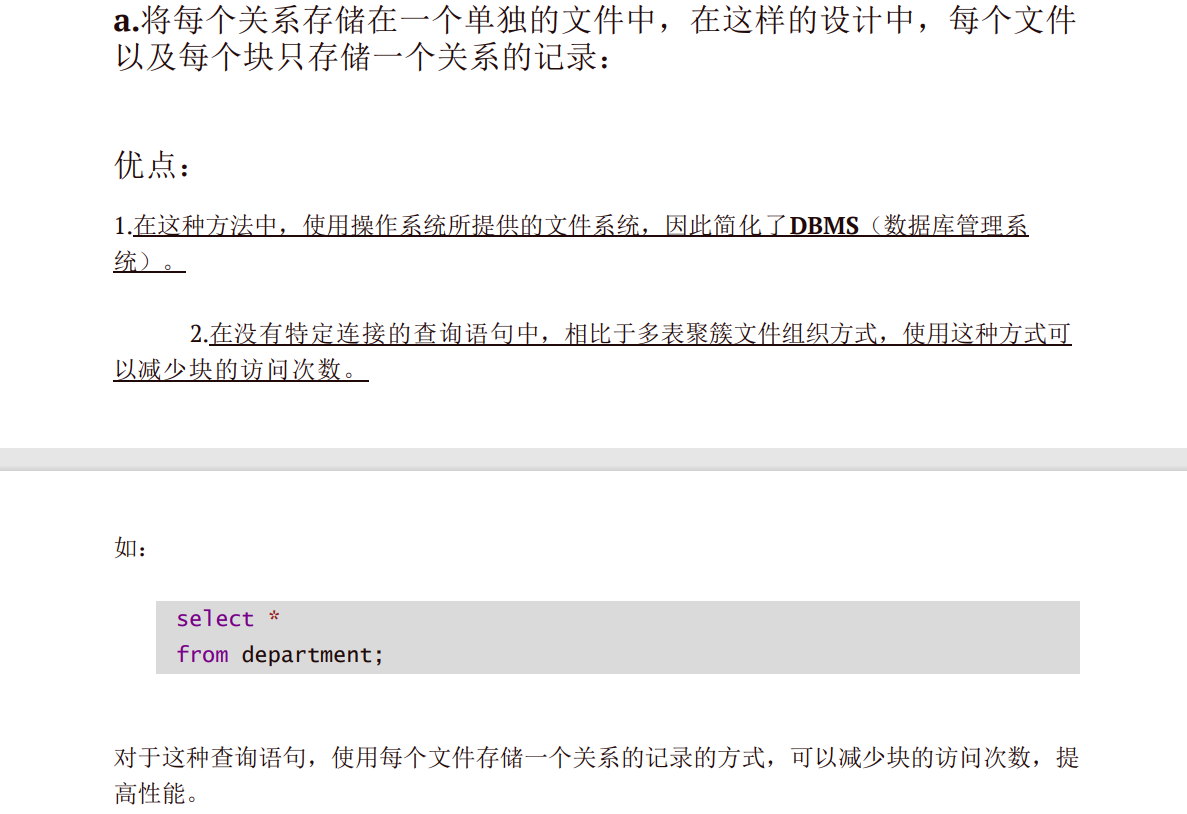 a.将每个关系存储在一个单独的文件中，在这样的设计中，每个文件
以及每个块只存储一个关系的记录：
优点：
1.在这种方法中，使用操作系统所提供的文件系统，因此简化了DBMS（数据库管理系
统）。
2.在没有特定连接的查询语句中，相比于多表聚簇文件组织方式，使用这种方式可
以减少块的访问次数。
如：
select *
from department;
对于这种查询语句，使用每个文件存储一个关系的记录的方式，可以减少块的访问次数，提
高性能。